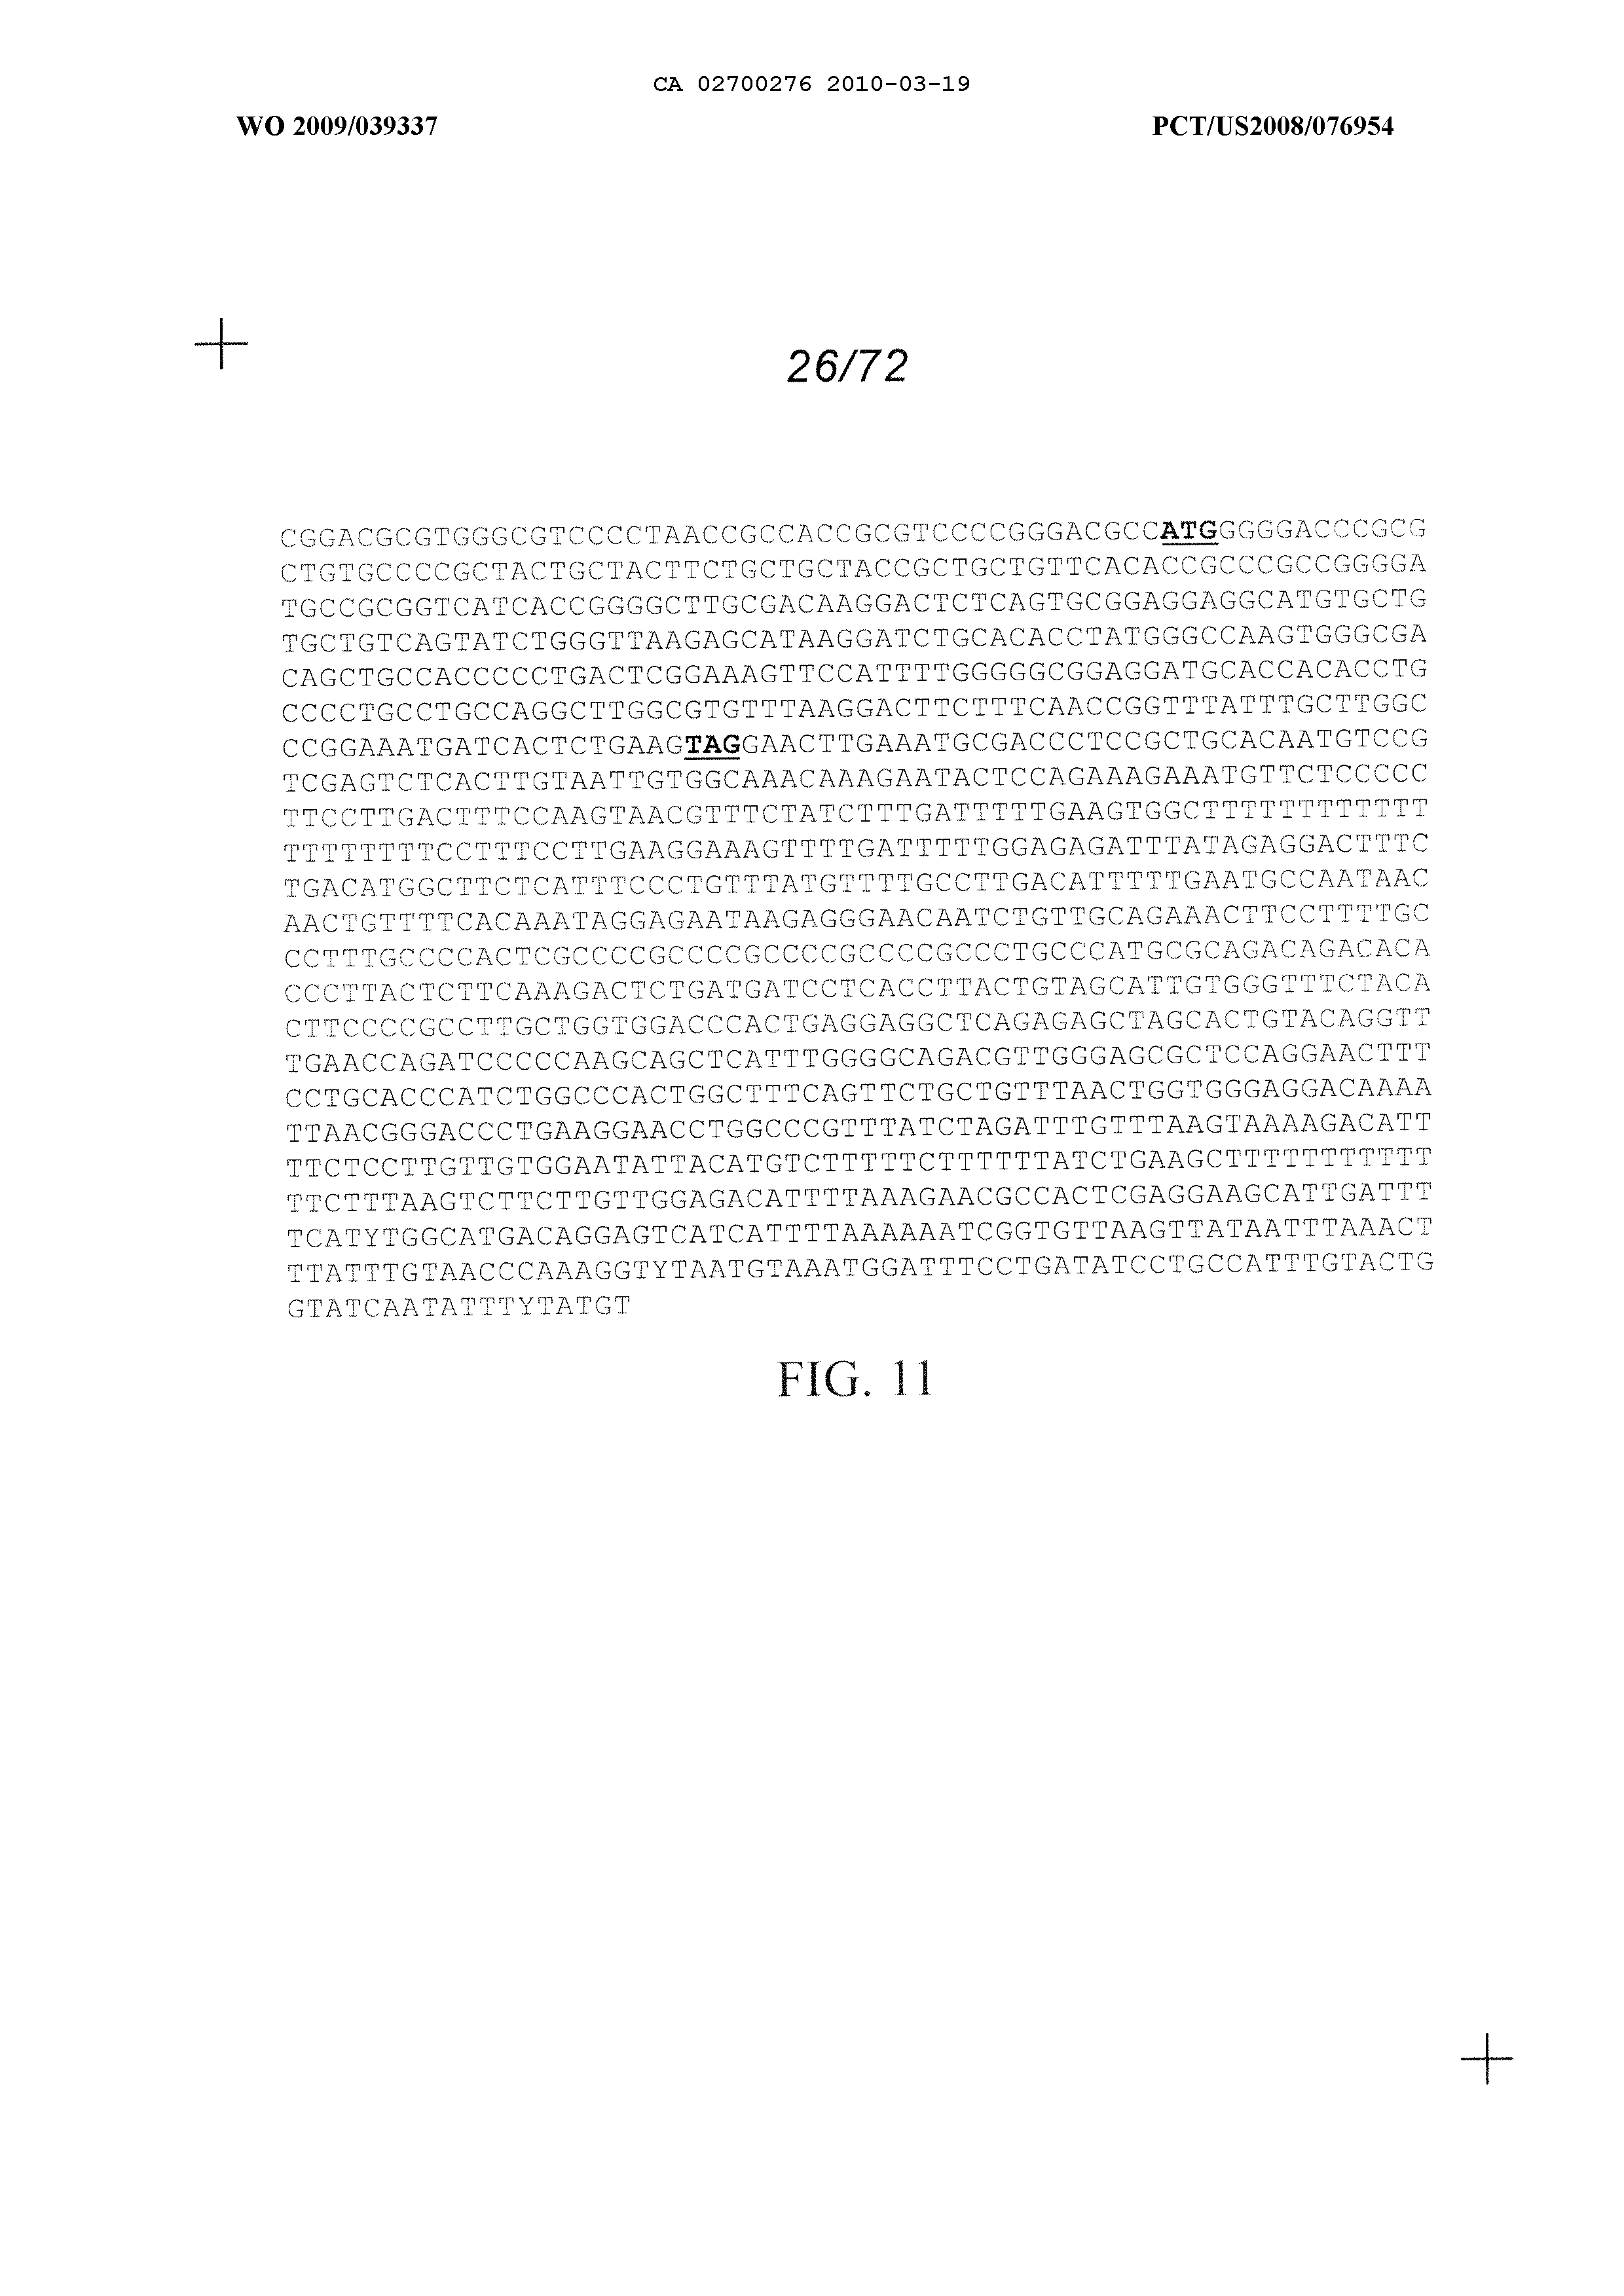 CA 02700276 2010-03-19
WO 2009/039337 PCT/US2008/076954
26/72
CGGACGCGTGGGCGTCCCCTAACCGCCACCGCGTCCCCGGGACGCCATGGGGGACCCGCG
CTGTGCCCCGCTACTGCTACTTCTGCTGCTACCGCTGCTGTTCACACCGCCCGCCGGGGA
TGCCGCGGTCATCACCGGGGCTTGCGACAAGGACTCTCAGTGCGGAGGAGGCATGTGCTG
TGCTGTCAGTATCTGGGTTAAGAGCATAAGGATCTGCACACCTATGGGCCAAGTGGGCGA
CAGCTGCCACCCCCTGACTCGGAAAGTTCCATTTTGGGGGCGGAGGATGCACCACACCTG
CCCCTGCCTGCCAGGCTTGGCGTGTTTAAGGACTTCTTTCAACCGGTTTATTTGCTTGGC
CCGGAAATGATCACTCTGAAGTAGGAACTTGAAATGCGACCCTCCGCTGCACAATGTCCG
TCGAGTCTCACTTGTAATTGTGGCAAACAAAGAATACTCCAGAAAGAAATGTTCTCCCCC
TTCCTTGACTTTCCAAGTAACGTTTCTATCTTTGATTTTTGAAGTGGCTTTTTTTTTTTT
TTTTTTTTCCTTTCCTTGAAGGAAAGTTTTGATTTTTGGAGAGATTTATAGAGGACTTTC
TGACATGGCTTCTCATTTCCCTGTTTATGTTTTGCCTTGACATTTTTGAATGCCAATAAC
AACTGTTTTCACAAATAGGAGAATAAGAGGGAACAATCTGTTGCAGAAACTTCCTTTTGC
CCTTTGCCCCACTCGCCCCGCCCCGCCCCGCCCCGCCCTGCCCATGCGCAGACAGACACA
CCCTTACTCTTCAAAGACTCTGATGATCCTCACCTTACTGTAGCATTGTGGGTTTCTACA
CTTCCCCGCCTTGCTGGTGGACCCACTGAGGAGGCTCAGAGAGCTAGCACTGTACAGGTT
TGAACCAGATCCCCCAAGCAGCTCATTTGGGGCAGACGTTGGGAGCGCTCCAGGAACTTT
CCTGCACCCATCTGGCCCACTGGCTTTCAGTTCTGCTGTTTAACTGGTGGGAGGACAAAA
TTAACGGGACCCTGAAGGAACCTGGCCCGTTTATCTAGATTTGTTTAAGTAAAAGACATT
TTCTCCTTGTTGTGGAATATTACATGTCTTTTTCTTTTTTATCTGAAGCTTTTTTTTTTT
TTCTTTAAGTCTTCTTGTTGGAGACATTTTAAAGAACGCCACTCGAGGAAGCATTGATTT
TCATYTGGCATGACAGGAGTCATCATTTTAAAAAATCGGTGTTAAGTTATAATTTAAACT
TTATTTGTAACCCAAAGGTYTAATGTAAATGGATTTCCTGATATCCTGCCATTTGTACTG
GTATCAATATTTYTATGT
FIG. 11